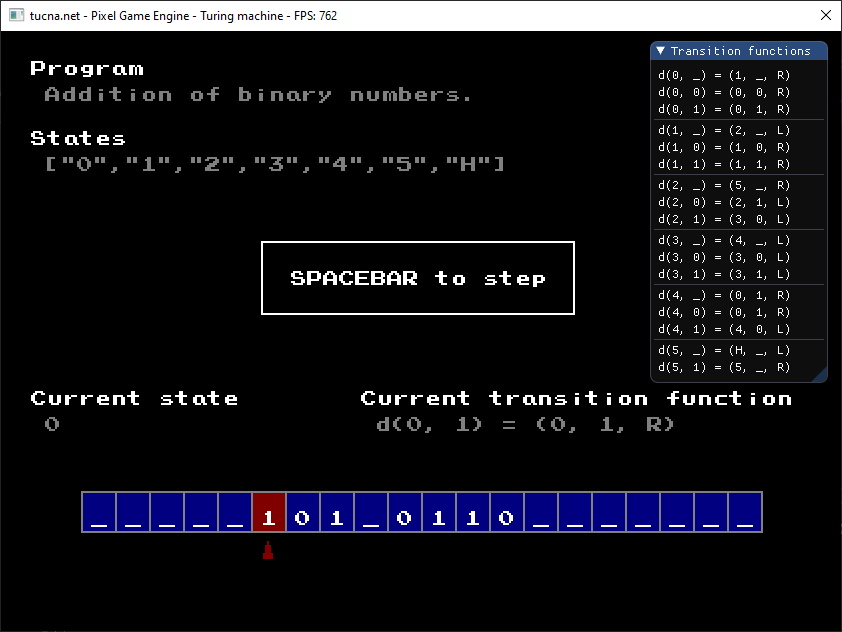 tucna.net - Pixel Game Engine - Turing machine - FPS: 762
Program
Addition of binary numbers.
States
["0","1","2","3","4","5","H"]
Transition functions
d(0, _) = (1, _, R)
d(0, 0) = (0, 0, R)
d(0, 1) = (0, 1, R)
d(1, _) = (2, _, L)
d(1, 0) = (1, 0, R)
d(1, 1) = (1, 1, R)
d(2, _) = (5, _, R)
d(2, 0) = (2, 1, L)
d(2, 1) = (3, 0, L)
d(3, _) = (4, _, L)
d(3, 0) = (3, 0, L)
d(3, 1) = (3, 1, L)
d(4, _) = (0, 1, R)
d(4, 0) = (0, 1, R)
d(4, 1) = (4, 0, L)
d(5, _) = (H, _, L)
d(5, 1) = (5, _, R)
SPACEBAR to step
Current state
0
Current transition function
d(0, 1) = (0, 1, R)
_ _ _ _ _ 1 0 1 _ 0 1 1 0 _ _ _ _ _ _ _